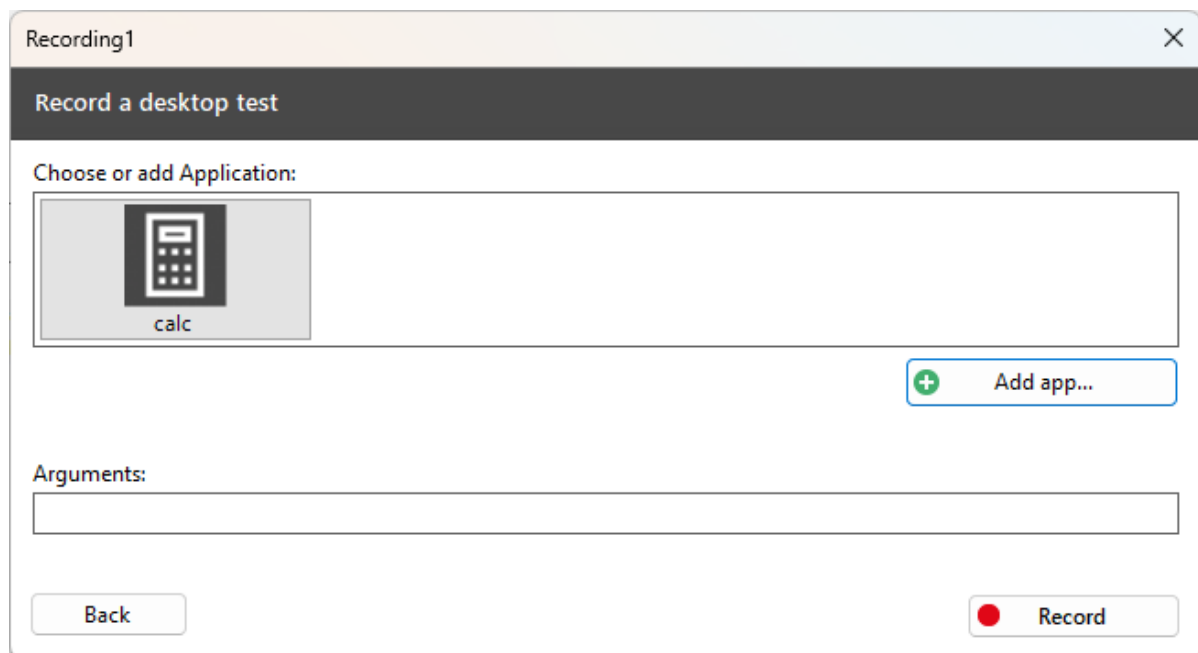 Recording1
Record a desktop test
Choose or add Application:
calc
Add app...
Arguments:
Back
Record